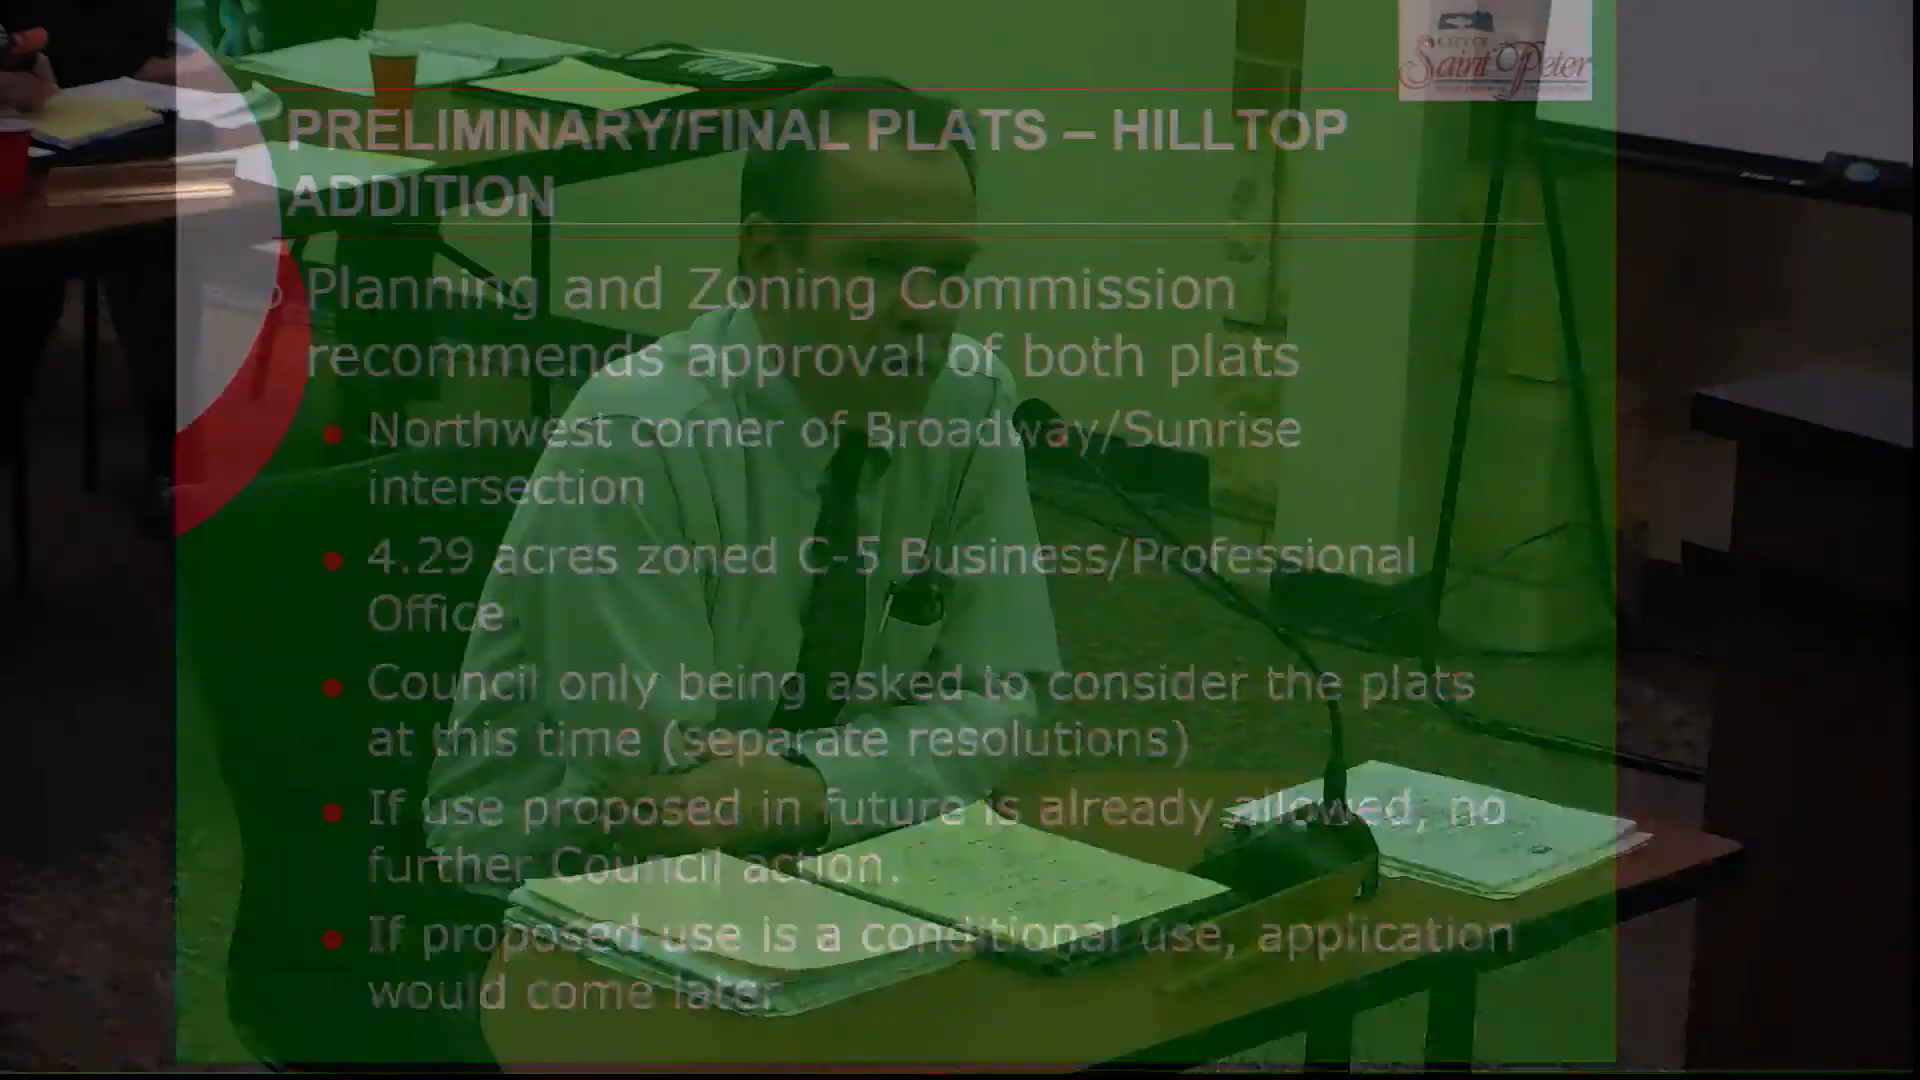 CITY OF
Saint Peter
PRELIMINARY/FINAL PLATS – HILLTOP
ADDITION
Planning and Zoning Commission
recommends approval of both plats
Northwest corner of Broadway/Sunrise
intersection
4.29 acres zoned C-5 Business/Professional
Office
Council only being asked to consider the plats
at this time (separate resolutions)
If use proposed in future is already allowed, no
further Council action.
If proposed use is a conditional use, application
would come later